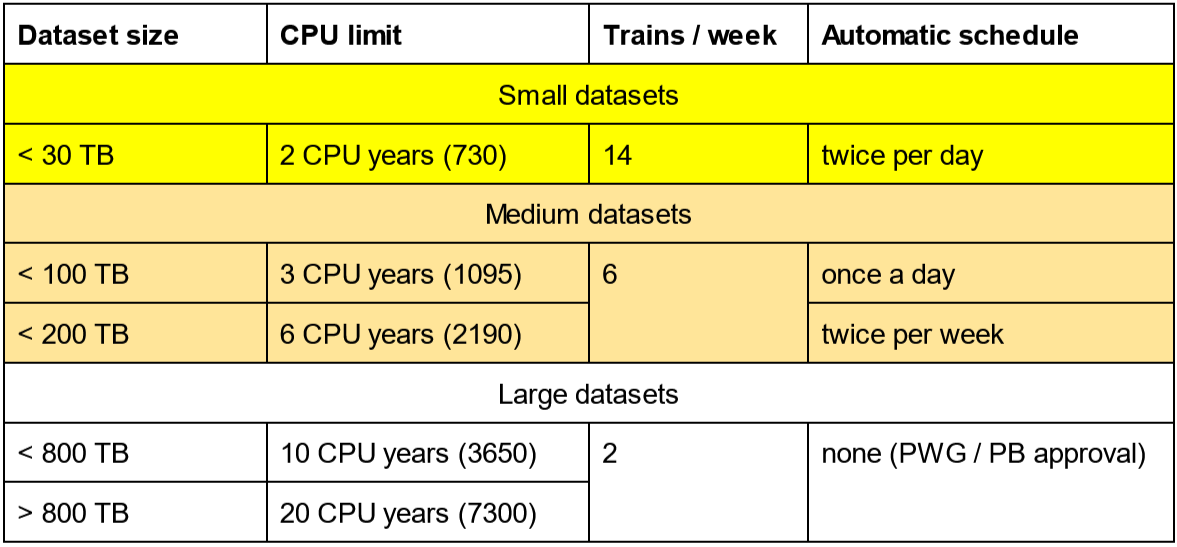 Dataset size CPU limit Trains / week Automatic schedule
Small datasets
< 30 TB 2 CPU years (730) 14 twice per day
Medium datasets
< 100 TB 3 CPU years (1095) 6 once a day
< 200 TB 6 CPU years (2190) twice per week
Large datasets
< 800 TB 10 CPU years (3650) 2 none (PWG / PB approval)
> 800 TB 20 CPU years (7300)